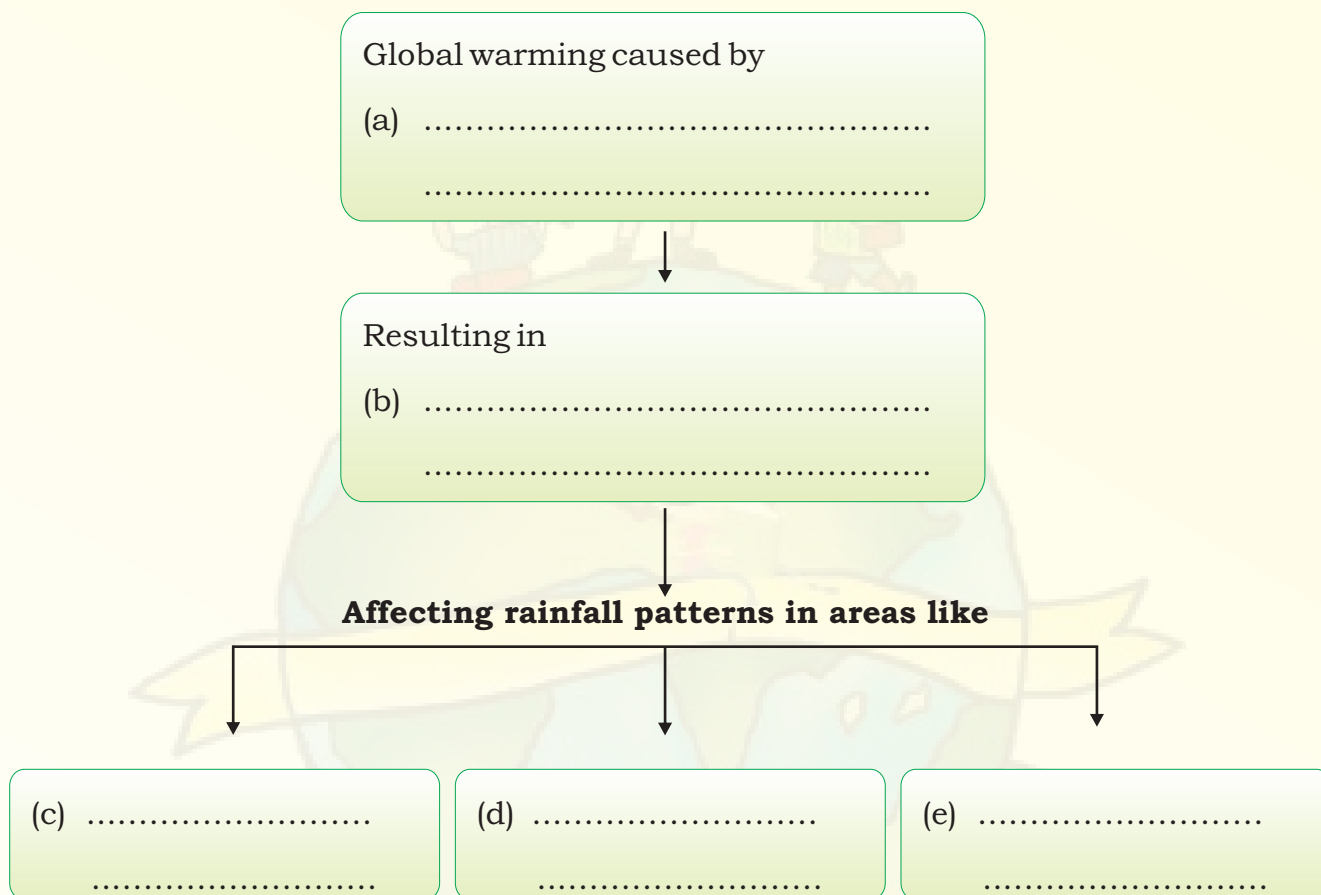 Global warming caused by
(a) .................................................
.................................................
Resulting in
(b) .................................................
.................................................
Affecting rainfall patterns in areas like
(c) ............................
............................
(d) ............................
............................
(e) ............................
............................